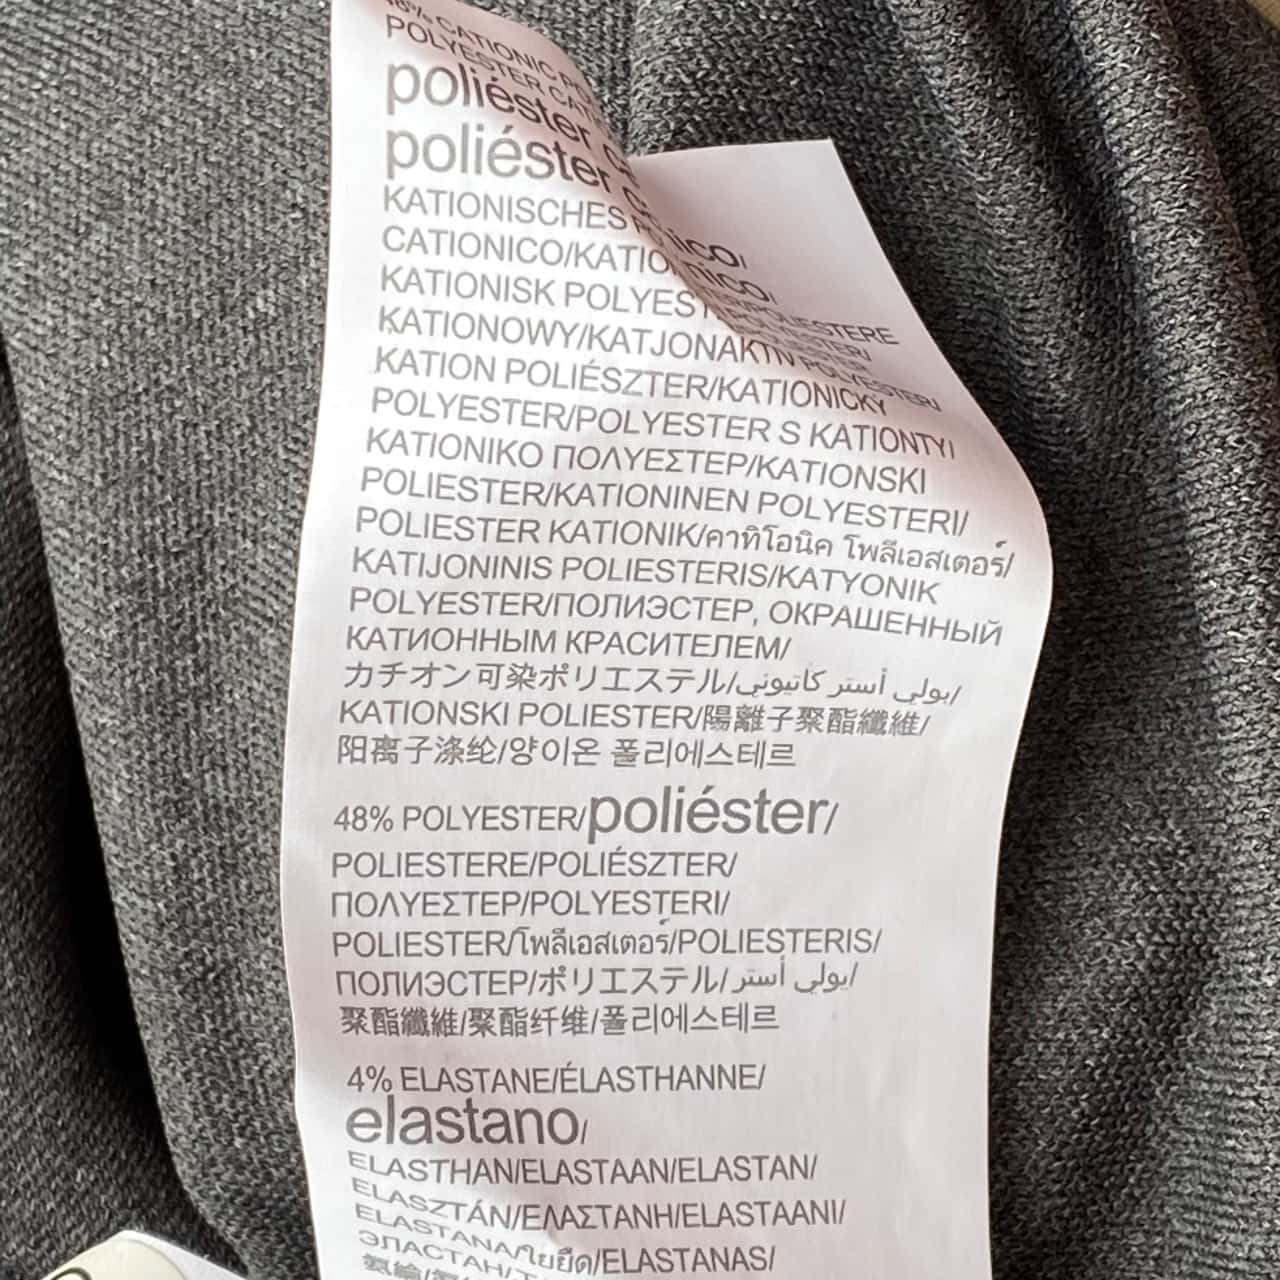 % CATIONIC
POLYESTER
poliéster
poliéster
KATIONISCHES
CATIONICO/
KATIONISK
KATIONOWY/KATJONAKTIV POLYESTER/
KATION POLIÉSZTER/KATIONICKY
POLYESTER/POLYESTER S KATIONTY/
KATIONIKO ΠΟΛΥΕΣΤΕΡ/KATIONSKI
POLIESTER/KATIONINEN POLYESTERI/
POLIESTER KATIONIK/คาทิโอนิค โพลีเอสเตอร์/
KATIJONINIS POLIESTERIS/KATYONIK
POLYESTER/ПОЛИЭСТЕР, ОКРАШЕННЫЙ
КАТИОННЫМ КРАСИТЕЛЕМ/
カチオン可染ポリエステル/بولي أستر كاتيوني/
KATIONSKI POLIESTER/陽離子聚酯纖維/
阳离子涤纶/양이온 폴리에스테르
48% POLYESTER/poliéster/
POLIESTERE/POLIÉSZTER/
ΠΟΛΥΕΣΤΕΡ/POLYESTERI/
POLIESTER/โพลีเอสเตอร์/POLIESTERIS/
ПОЛИЭСТЕР/ポリエステル/بولي أستر/
聚酯纖維/聚酯纤维/폴리에스테르
4% ELASTANE/ÉLASTHANNE/
elastano/
ELASTHAN/ELASTAAN/ELASTAN/
ELASZTÁN/ΕΛΑΣΤΑΝΗ/ELASTAANI/
ELASTANA/ใยยืด/ELASTANAS/
ЭЛАСТАН/